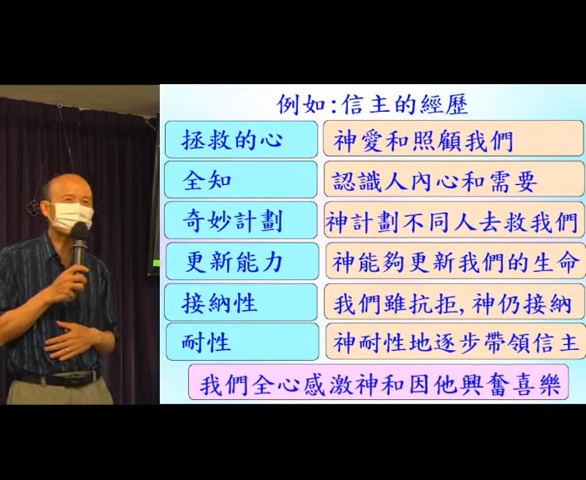 例如:信主的經歷
拯救的心 神愛和照顧我們
全知 認識人內心和需要
奇妙計劃 神計劃不同人去救我們
更新能力 神能夠更新我們的生命
接納性 我們雖抗拒,神仍接納
耐性 神耐性地逐步帶領信主
我們全心感激神和因他興奮喜樂